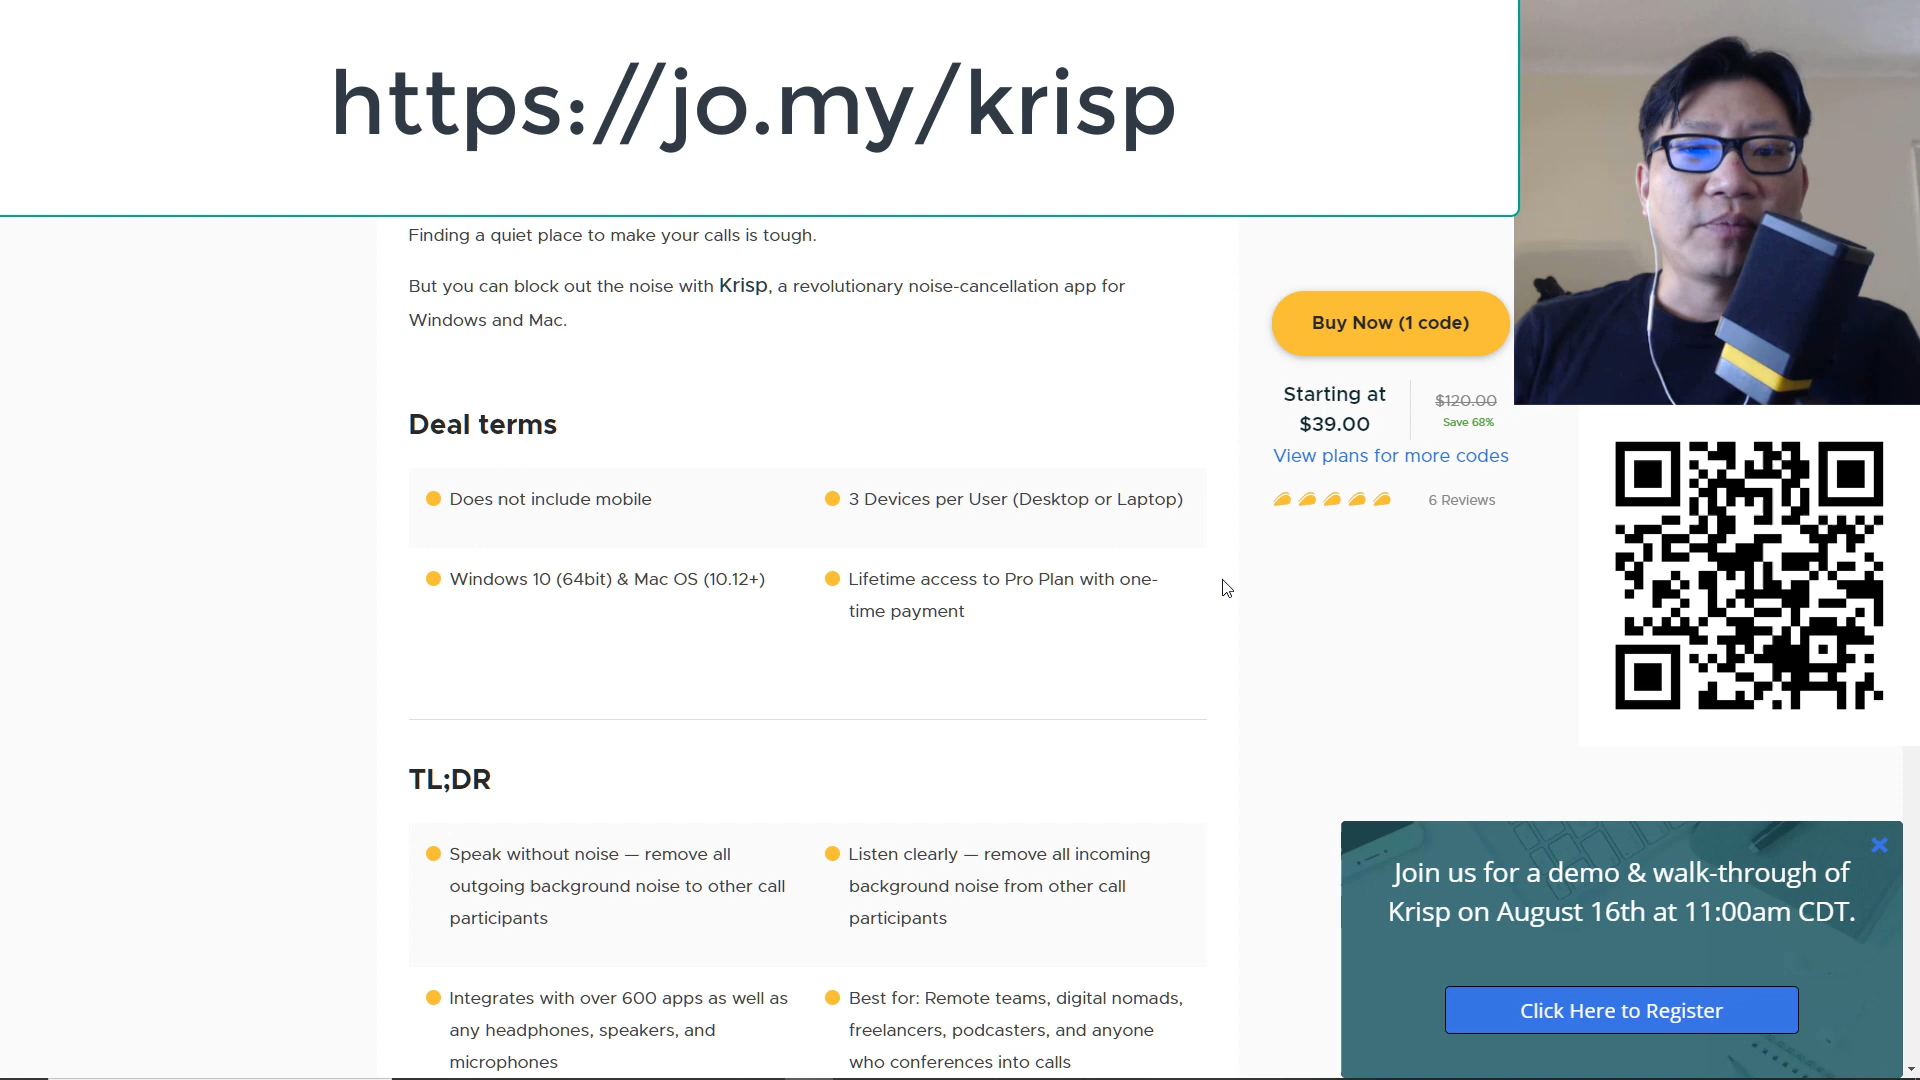 https://jo.my/krisp
Finding a quiet place to make your calls is tough.
But you can block out the noise with Krisp, a revolutionary noise-cancellation app for
Windows and Mac.
Deal terms
Does not include mobile
3 Devices per User (Desktop or Laptop)
Windows 10 (64bit) & Mac OS (10.12+)
Lifetime access to Pro Plan with one-
time payment
TL;DR
Speak without noise — remove all
outgoing background noise to other call
participants
Listen clearly — remove all incoming
background noise from other call
participants
Integrates with over 600 apps as well as
any headphones, speakers, and
microphones
Best for: Remote teams, digital nomads,
freelancers, podcasters, and anyone
who conferences into calls
Buy Now (1 code)
Starting at
$39.00
$120.00
Save 68%
View plans for more codes
6 Reviews
Join us for a demo & walk-through of
Krisp on August 16th at 11:00am CDT.
Click Here to Register